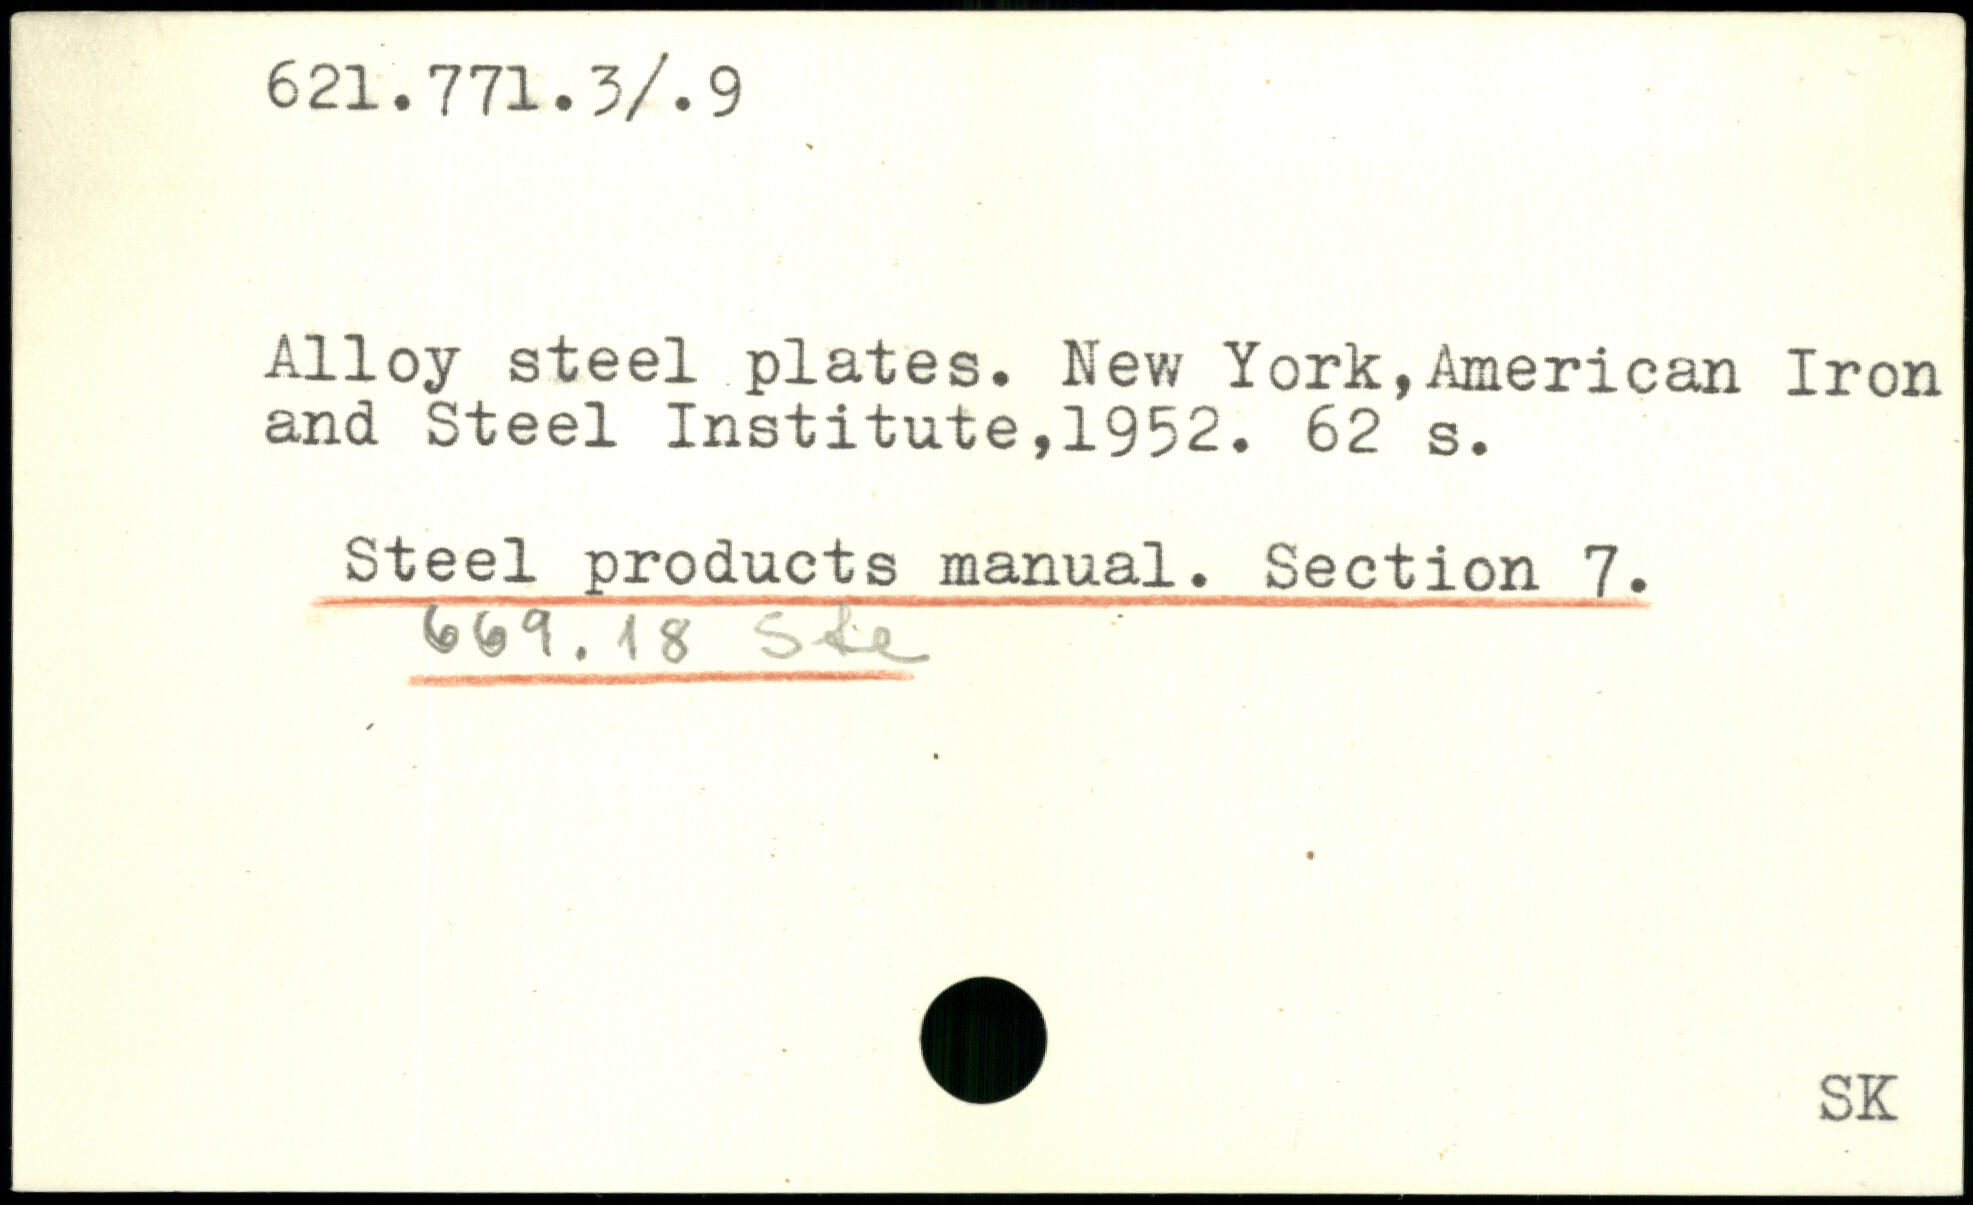 621.771.3/.9
Alloy steel plates. New York,American Iron
and Steel Institute,1952. 62 s.
Steel products manual. Section 7.
669.18 Ste
SK